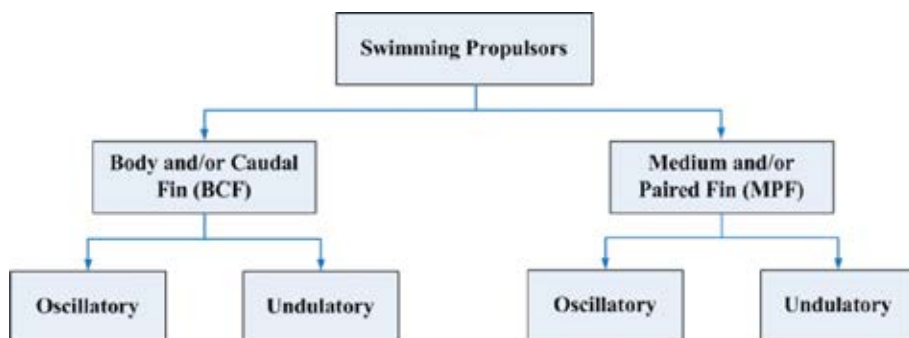 Swimming Propulsors
Body and/or Caudal
Fin (BCF)
Medium and/or
Paired Fin (MPF)
Oscillatory
Undulatory
Oscillatory
Undulatory